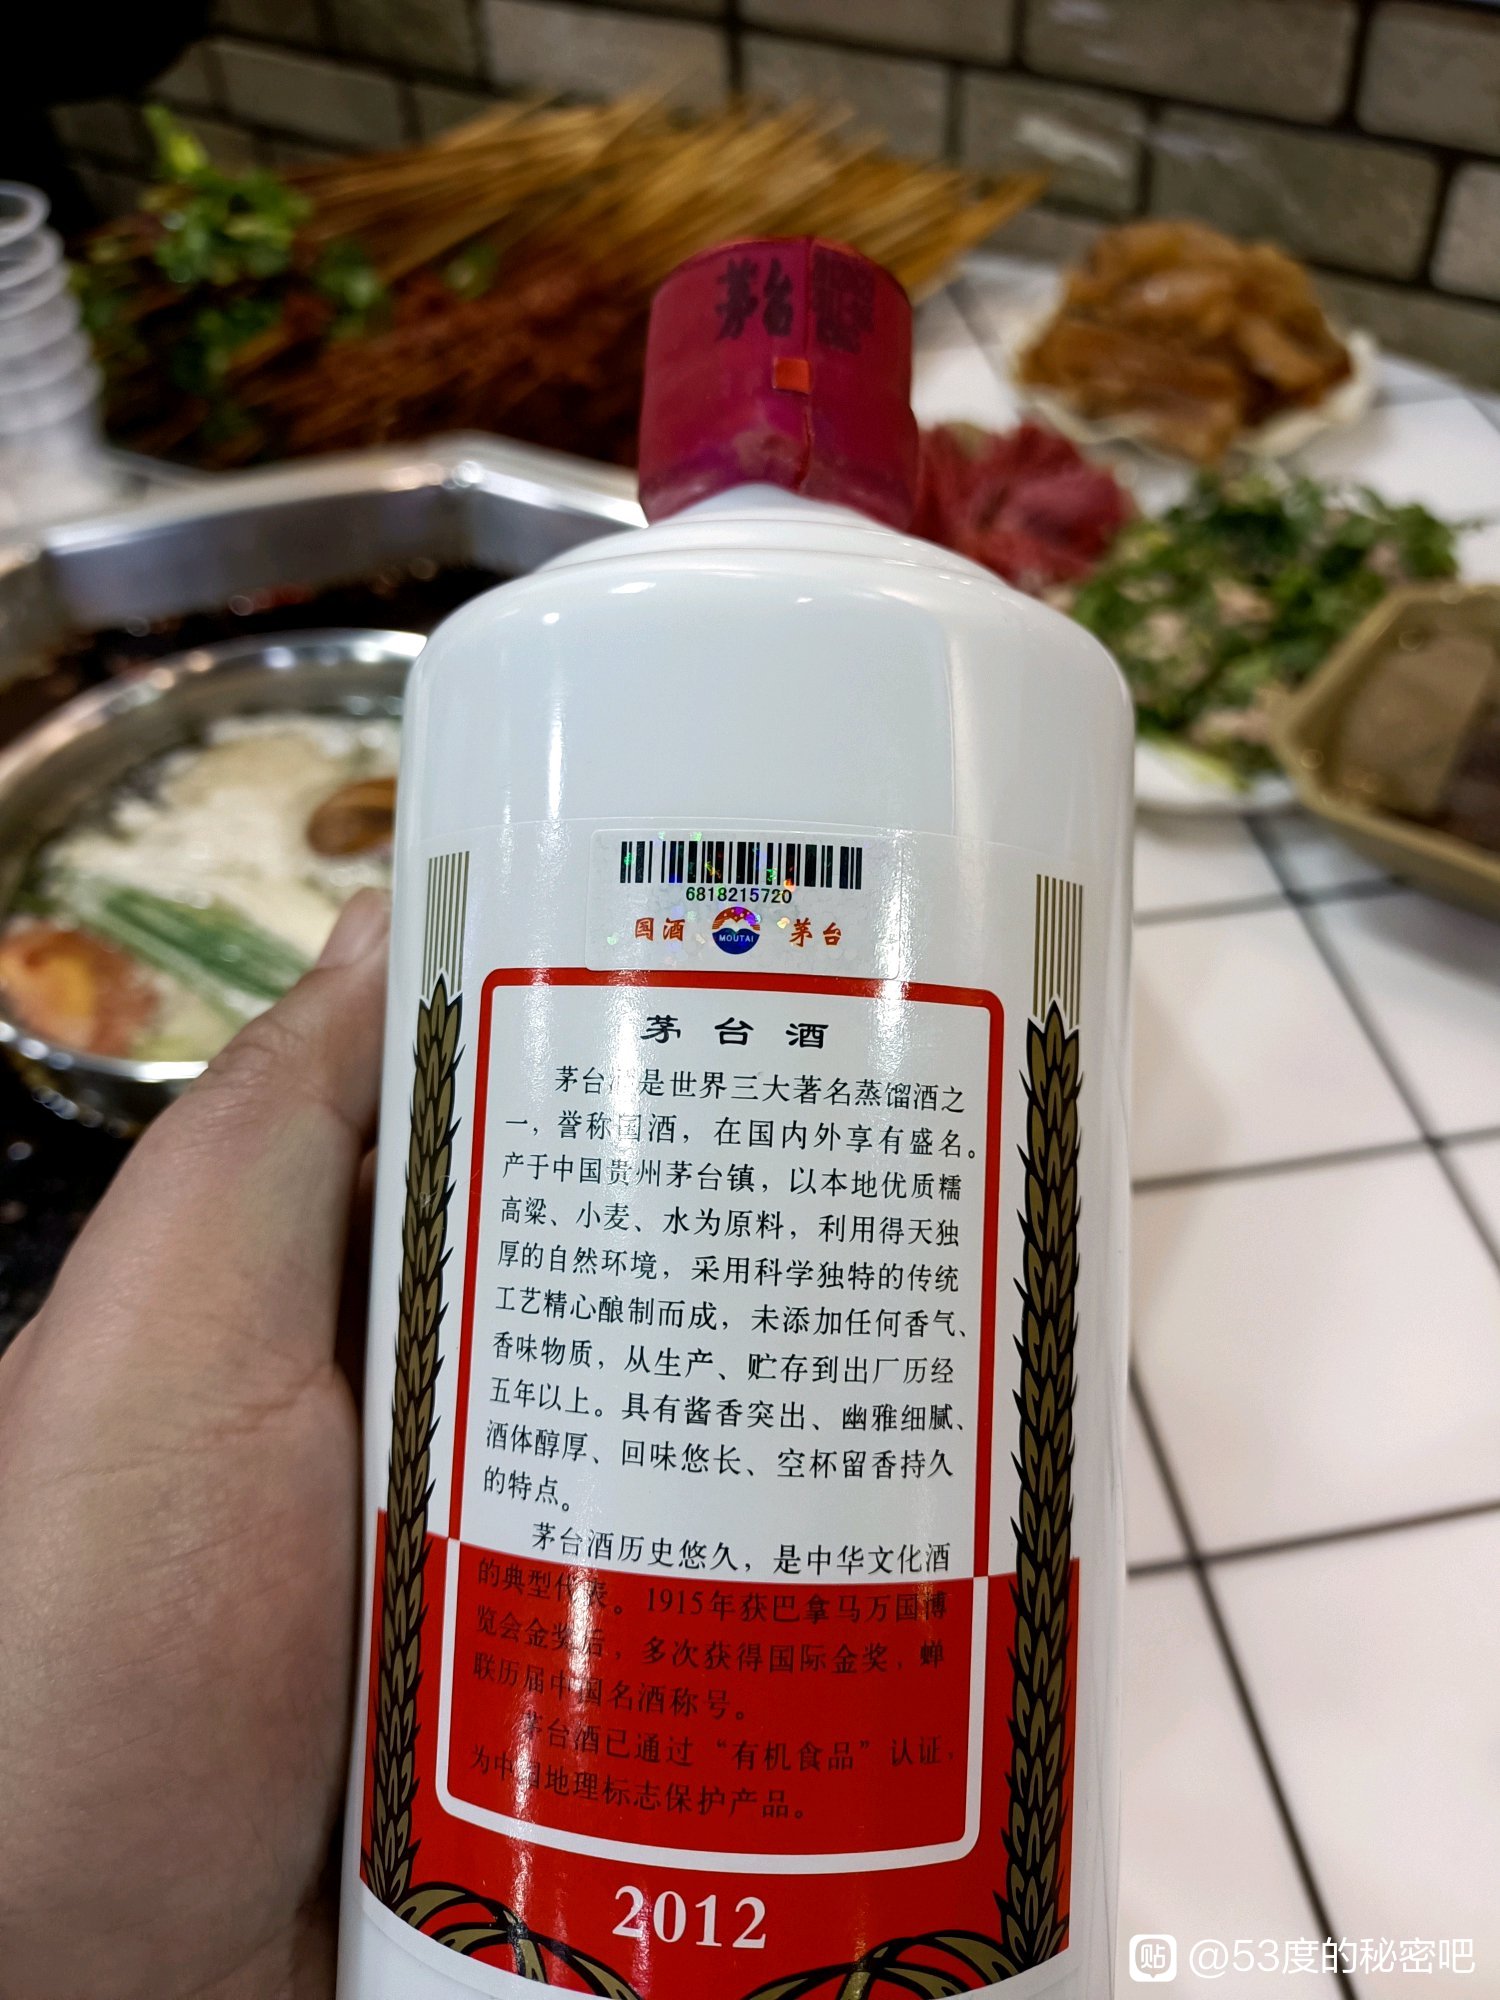 茅台
6818215720
国酒 MOUTAI 茅台
茅台酒
茅台酒是世界三大著名蒸馏酒之
一，誉称国酒，在国内外享有盛名。
产于中国贵州茅台镇，以本地优质糯
高粱、小麦、水为原料，利用得天独
厚的自然环境，采用科学独特的传统
工艺精心酿制而成，未添加任何香气、
香味物质，从生产、贮存到出厂历经
五年以上。具有酱香突出、幽雅细腻、
酒体醇厚、回味悠长、空杯留香持久
的特点。
茅台酒历史悠久，是中华文化酒
的典型代表。1915年获巴拿马万国博
览会金奖后，多次获得国际金奖，蝉
联历届中国名酒称号。
茅台酒已通过“有机食品”认证，
为中国地理标志保护产品。
2012
贴 @53度的秘密吧